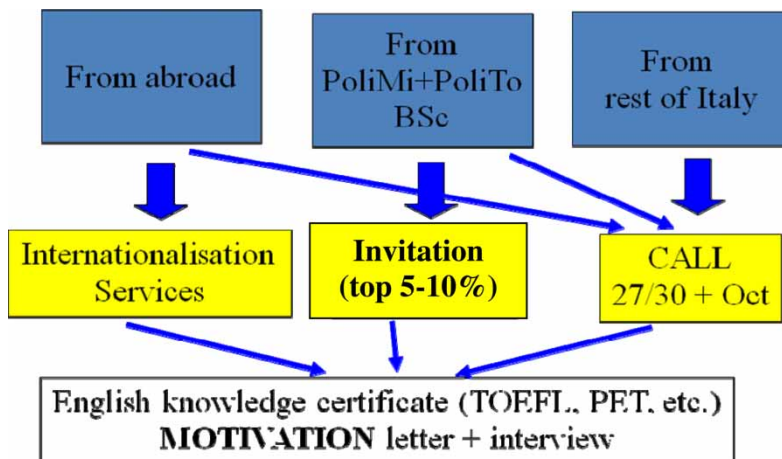 From abroad
From
PoliMi+PoliTo
BSc
From
rest of Italy
Internationalisation
Services
Invitation
(top 5-10%)
CALL
27/30 + Oct
English knowledge certificate (TOEFL, PET, etc.)
MOTIVATION letter + interview